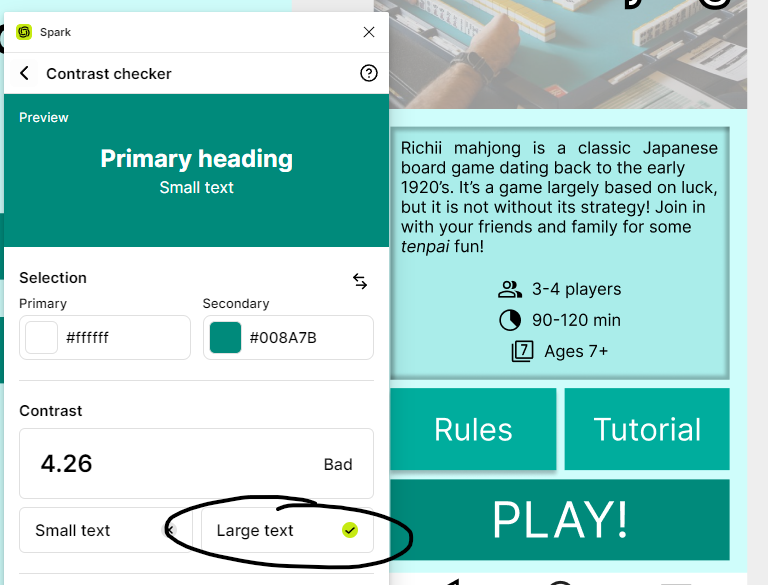 Spark
Contrast checker
Preview
Primary heading
Small text
Selection
Primary
Secondary
#ffffff
#008A7B
Contrast
4.26
Bad
Small text
Large text
Richii mahjong is a classic Japanese
board game dating back to the early
1920's. It's a game largely based on luck,
but it is not without its strategy! Join in
with your friends and family for some
tenpai fun!
3-4 players
90-120 min
7
Ages 7+
Rules
Tutorial
PLAY!